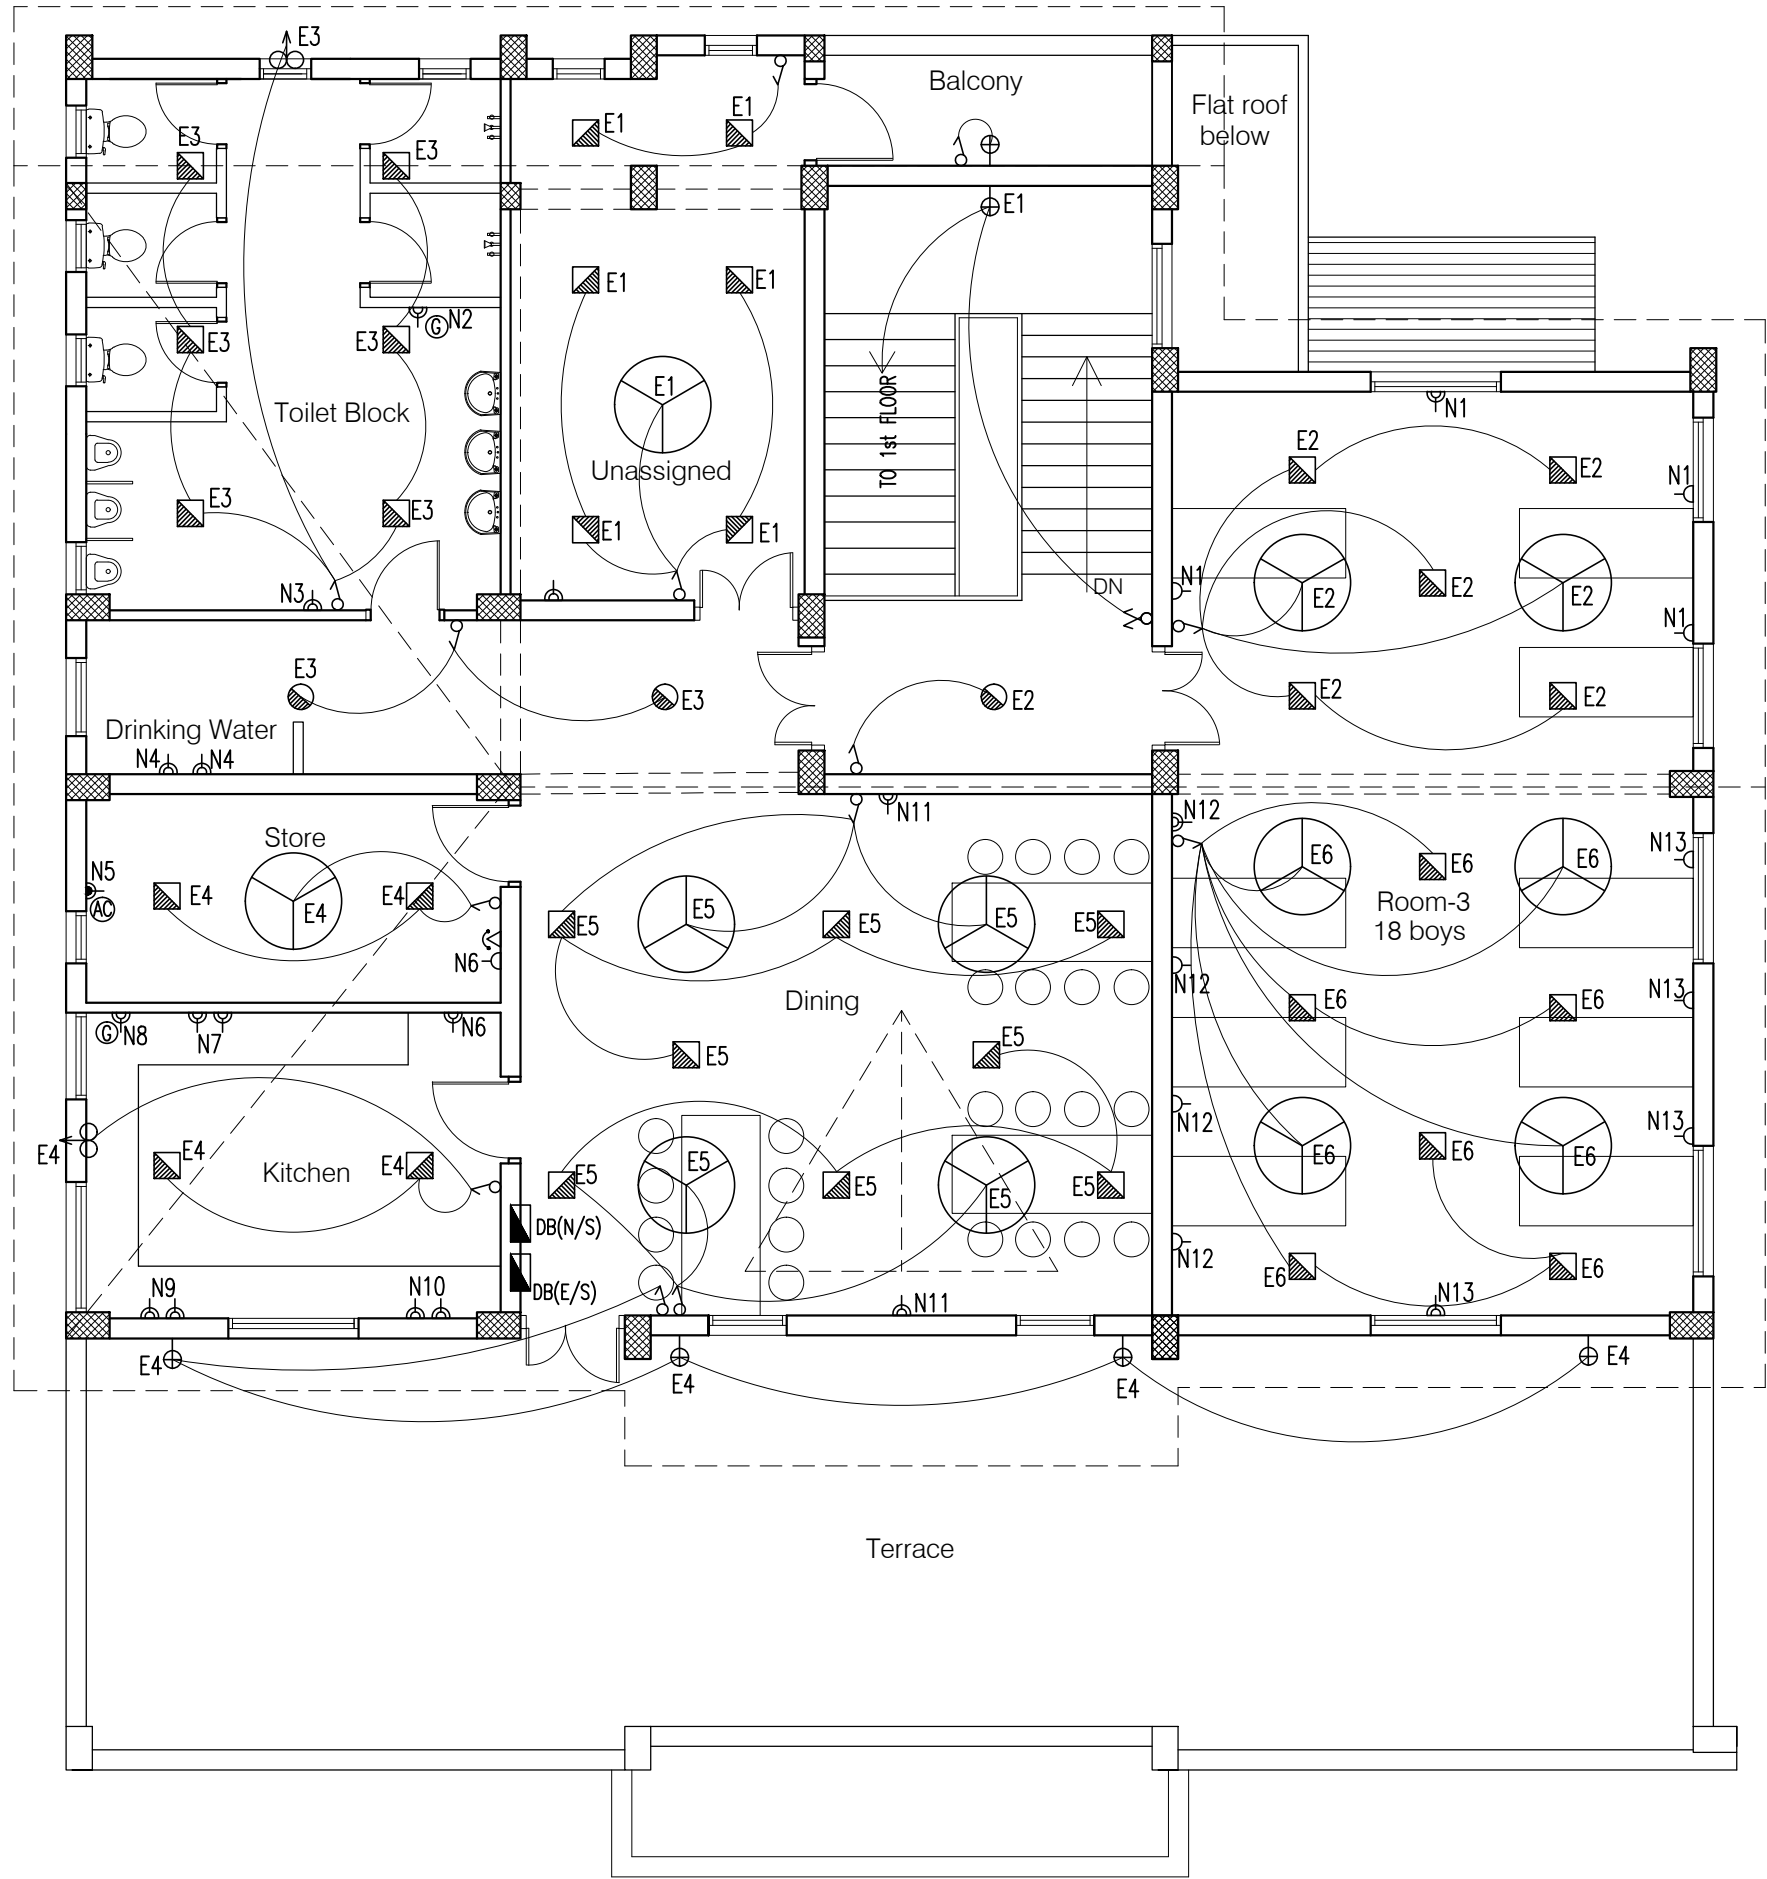 E3
Balcony
E1
E1
Flat roof
below
E3
E3
E1
E1
E1
N2
G
E3
E3
E1
TO 1st FLOOR
N1
Toilet Block
E2
E2
Unassigned
N1
E3
E3
E1
E1
N1
DN
E2
E2
E2
N3
N1
E3
E3
E2
E2
E2
Drinking Water
N4
N4
N11
N12
Store
N13
E6
E6
E6
N5
AC
E4
E4
E4
E5
E5
E5
E5
E5
Room-3
18 boys
N6
N12
N13
Dining
E6
E6
G
N8
N7
N6
E5
E5
N12
N13
E4
E4
E4
Kitchen
E5
E5
E5
E5
E5
E6
E6
E6
DB(N/S)
N12
E6
E6
DB(E/S)
N9
N10
N11
N13
E4
E4
E4
E4
Terrace